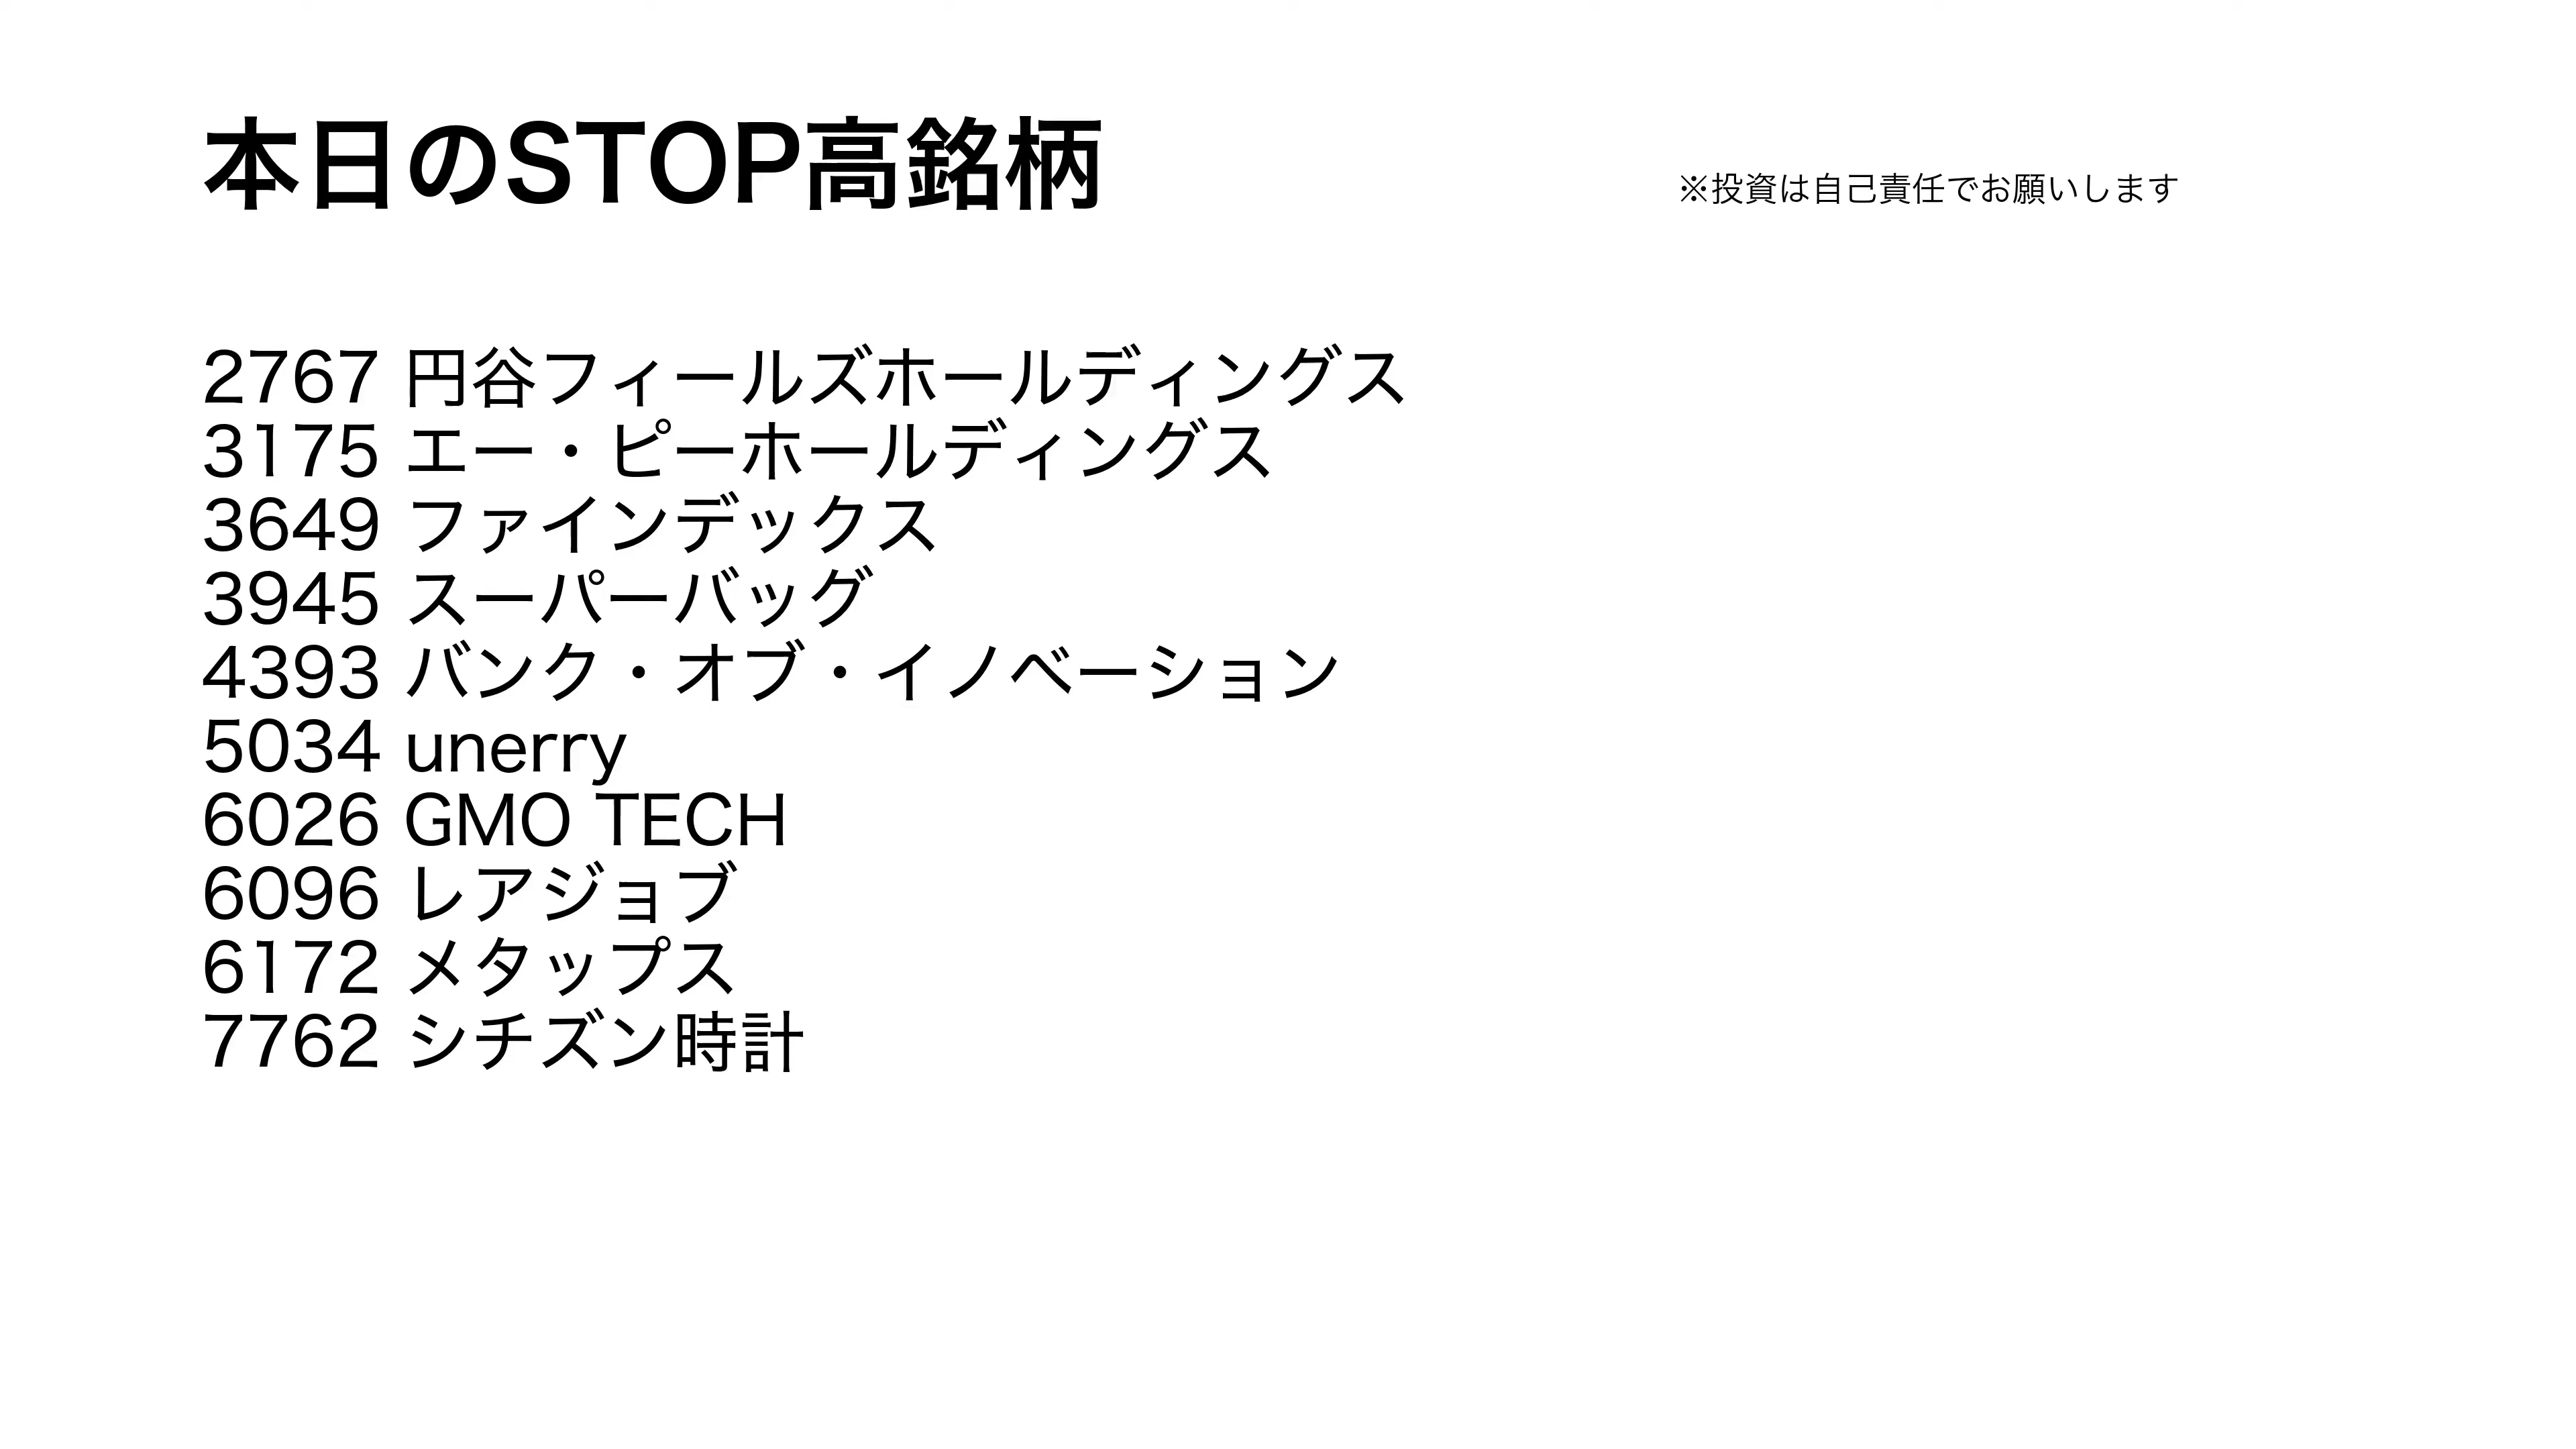 本日のSTOP高銘柄
※投資は自己責任でお願いします
2767 円谷フィールズホールディングス
3175 エー・ピーホールディングス
3649 ファインデックス
3945 スーパーバッグ
4393 バンク・オブ・イノベーション
5034 unerry
6026 GMO TECH
6096 レアジョブ
6172 メタップス
7762 シチズン時計